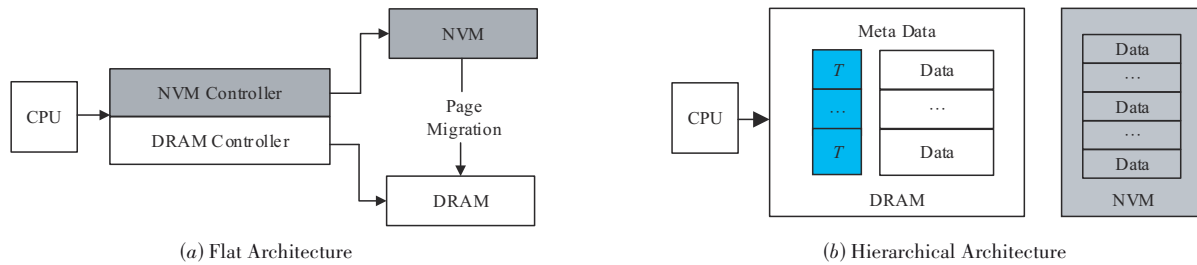 NVM
CPU
NVM Controller
DRAM Controller
Page
Migration
DRAM
(a) Flat Architecture
CPU
Meta Data
T
Data
...
...
T
Data
DRAM
Data
...
Data
...
Data
NVM
(b) Hierarchical Architecture